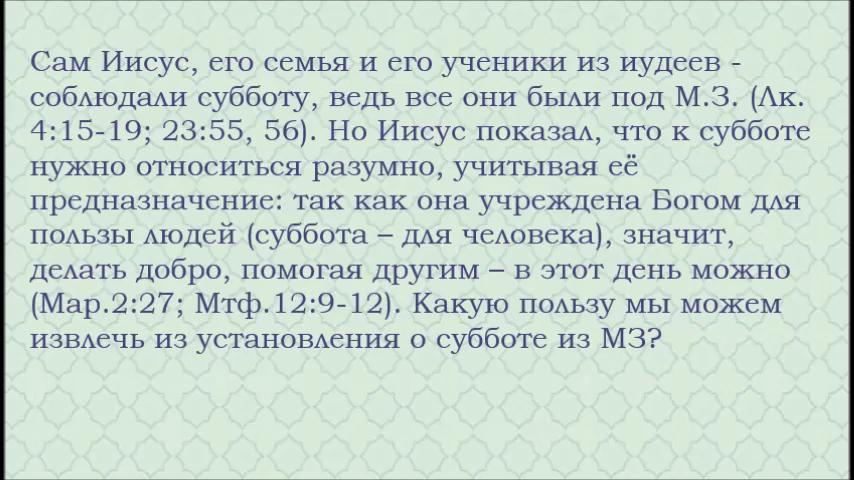 Сам Иисус, его семья и его ученики из иудеев -
соблюдали субботу, ведь все они были под М.З. (Лк.
4:15-19; 23:55, 56). Но Иисус показал, что к субботе
нужно относиться разумно, учитывая её
предназначение: так как она учреждена Богом для
пользы людей (суббота – для человека), значит,
делать добро, помогая другим – в этот день можно
(Мар.2:27; Мтф.12:9-12). Какую пользу мы можем
извлечь из установления о субботе из МЗ?